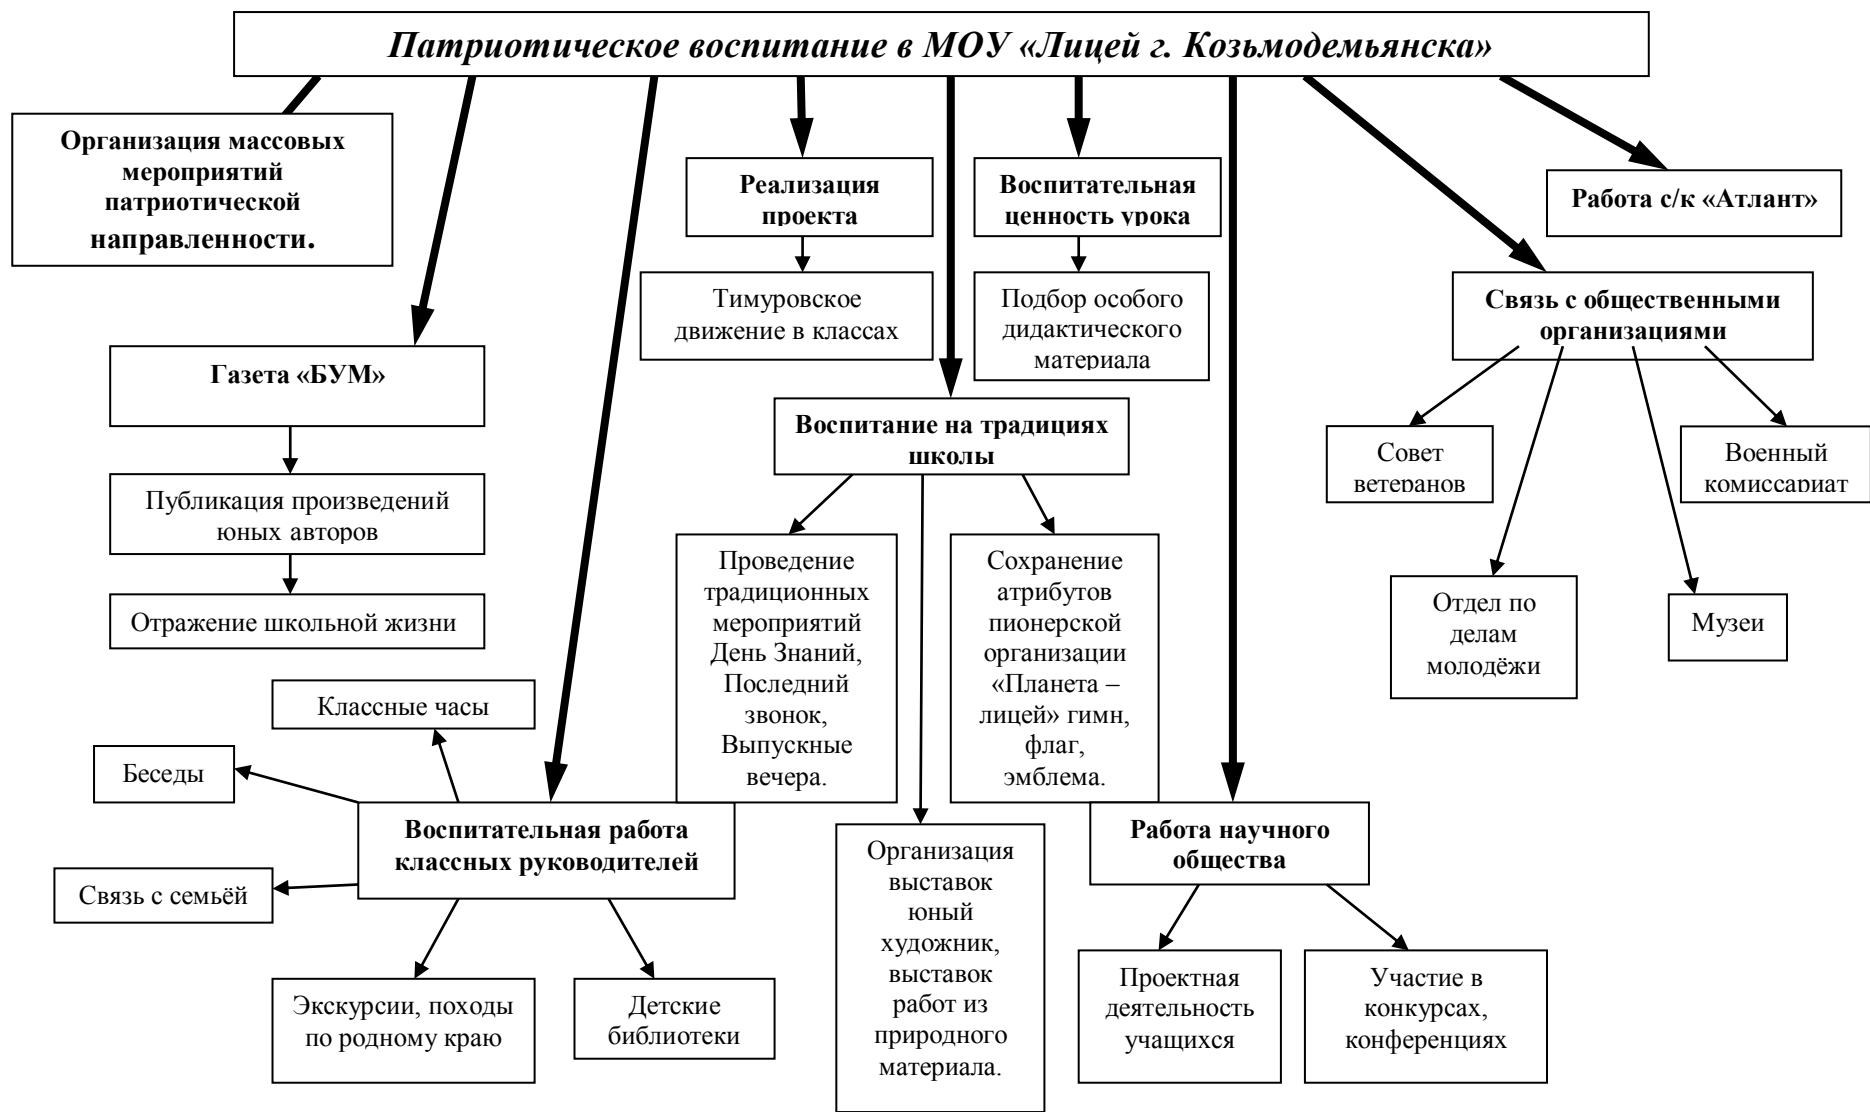 Патриотическое воспитание в МОУ «Лицей г. Козьмодемьянска»
Организация массовых
мероприятий
патриотической
направленности.
Реализация
проекта
Воспитательная
ценность урока
Работа с/к «Атлант»
Тимуровское
движение в классах
Подбор особого
дидактического
материала
Связь с общественными
организациями
Газета «БУМ»
Воспитание на традициях
школы
Совет
ветеранов
Военный
комиссариат
Публикация произведений
юных авторов
Отражение школьной жизни
Проведение
традиционных
мероприятий
День Знаний,
Последний
звонок,
Выпускные
вечера.
Сохранение
атрибутов
пионерской
организации
«Планета –
лицей» гимн,
флаг,
эмблема.
Отдел по
делам
молодёжи
Музеи
Классные часы
Беседы
Воспитательная работа
классных руководителей
Связь с семьёй
Организация
выставок
юный
художник,
выставок
работ из
природного
материала.
Работа научного
общества
Экскурсии, походы
по родному краю
Детские
библиотеки
Проектная
деятельность
учащихся
Участие в
конкурсах,
конференциях